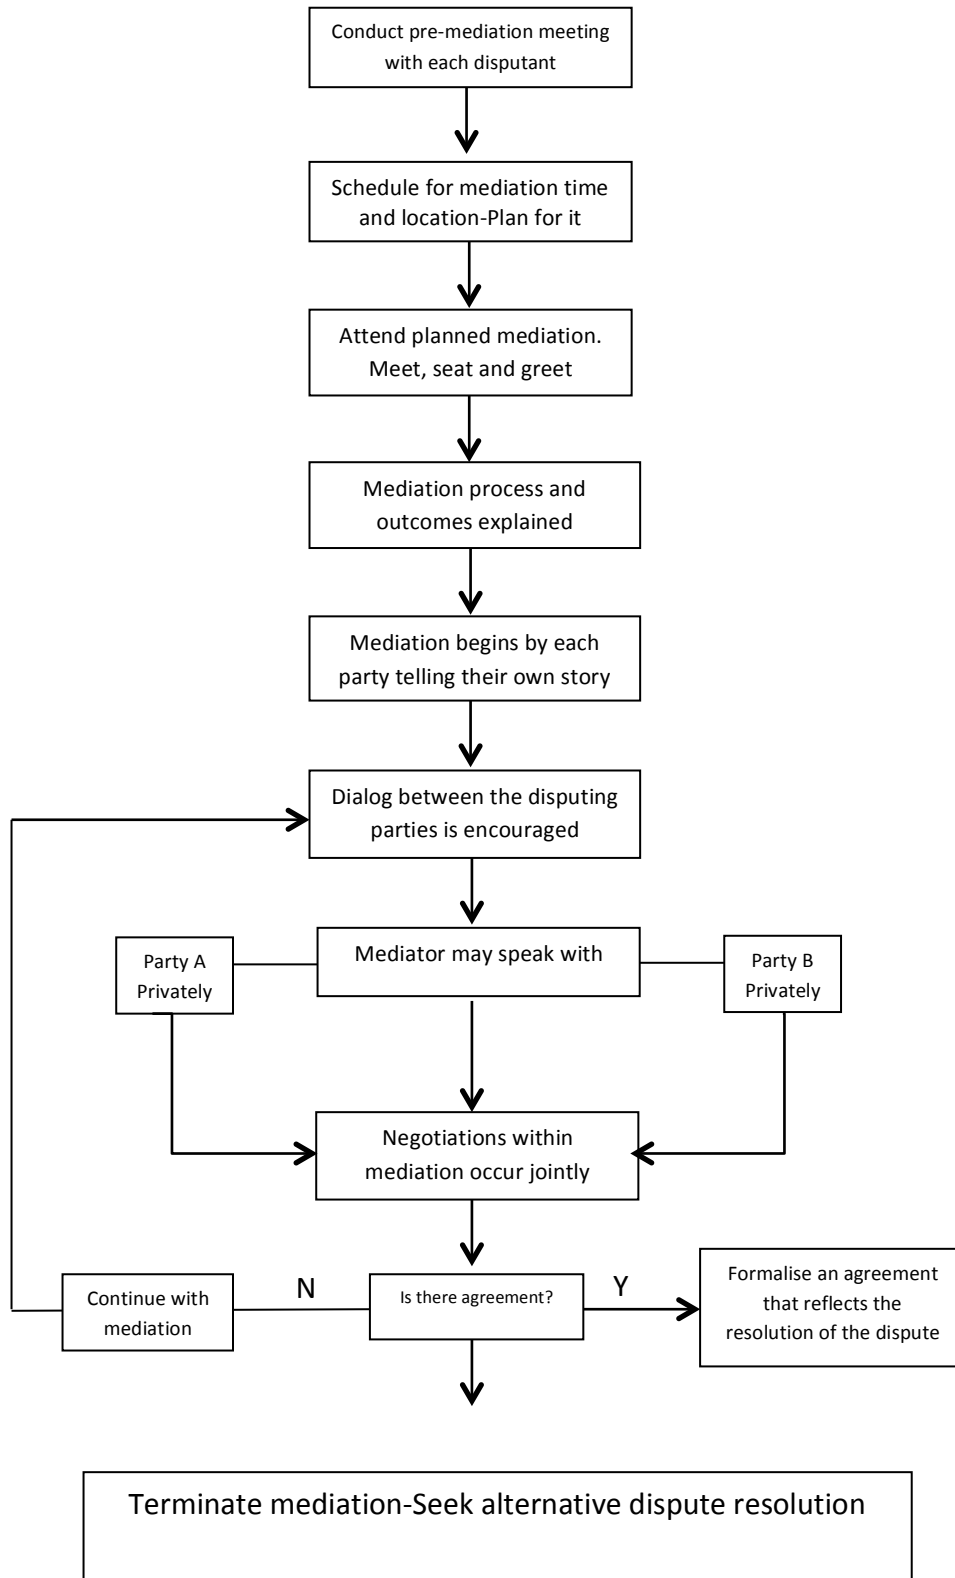 Conduct pre-mediation meeting
with each disputant
Schedule for mediation time
and location-Plan for it
Attend planned mediation.
Meet, seat and greet
Mediation process and
outcomes explained
Mediation begins by each
party telling their own story
Dialog between the disputing
parties is encouraged
Mediator may speak with
Party A
Privately
Party B
Privately
Negotiations within
mediation occur jointly
Is there agreement?
N
Y
Continue with
mediation
Formalise an agreement
that reflects the
resolution of the dispute
Terminate mediation-Seek alternative dispute resolution